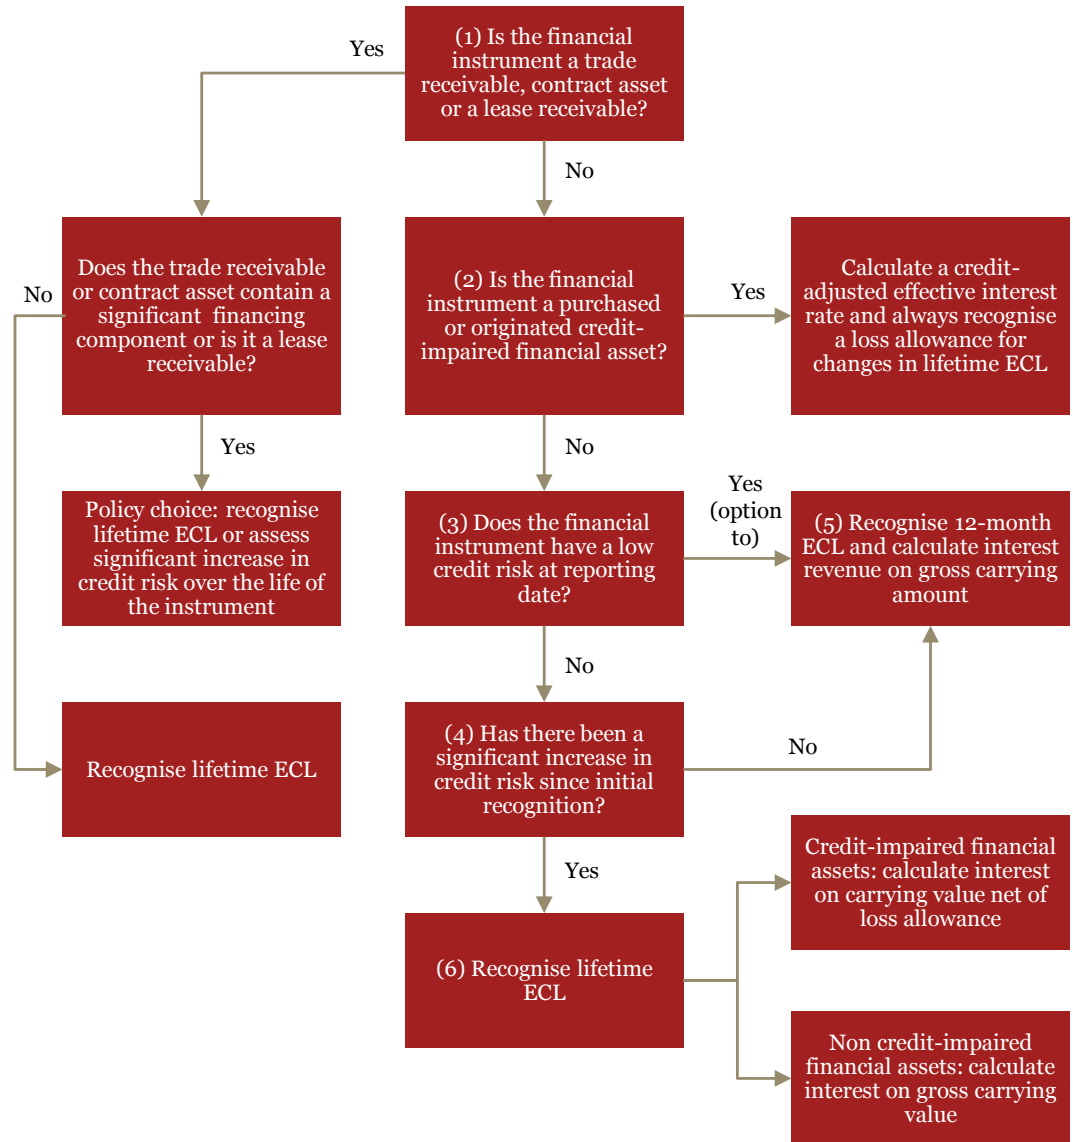 (1) Is the financial
instrument a trade
receivable, contract asset
or a lease receivable?
Yes
No
Does the trade receivable
or contract asset contain a
significant financing
component or is it a lease
receivable?
No
Yes
(2) Is the financial
instrument a purchased
or originated credit-
impaired financial asset?
Yes
Calculate a credit-
adjusted effective interest
rate and always recognise
a loss allowance for
changes in lifetime ECL
No
Policy choice: recognise
lifetime ECL or assess
significant increase in
credit risk over the life of
the instrument
(3) Does the financial
instrument have a low
credit risk at reporting
date?
Yes
(option
to)
(5) Recognise 12-month
ECL and calculate interest
revenue on gross carrying
amount
No
Recognise lifetime ECL
(4) Has there been a
significant increase in
credit risk since initial
recognition?
No
Yes
(6) Recognise lifetime
ECL
Credit-impaired financial
assets: calculate interest
on carrying value net of
loss allowance
Non credit-impaired
financial assets: calculate
interest on gross carrying
value